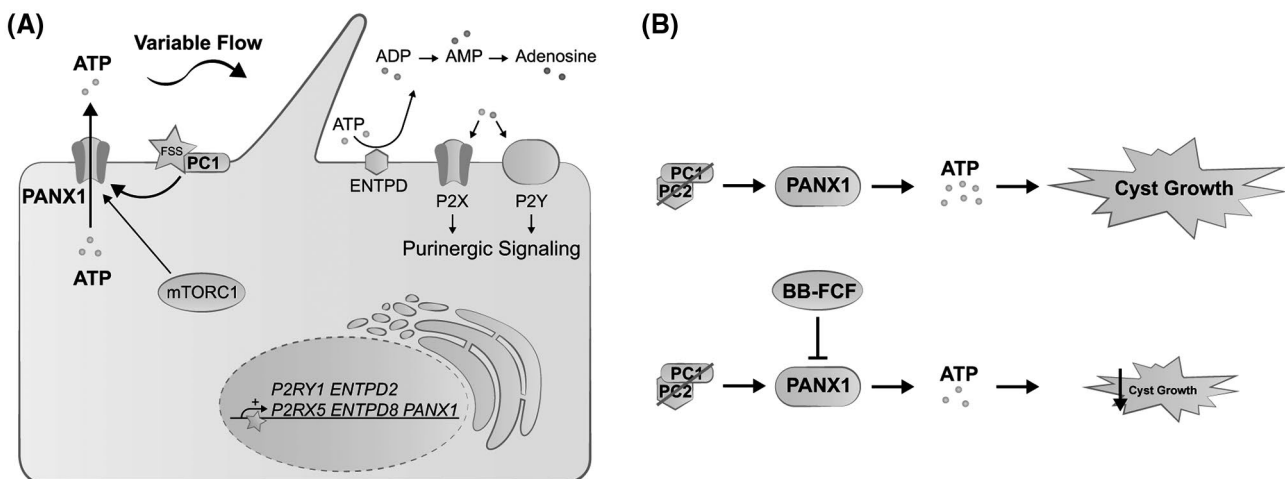 (A)
Variable Flow
ATP
ADP
AMP
Adenosine
ATP
FSS
PC1
PANX1
ENTPD
P2X
P2Y
Purinergic Signaling
ATP
mTORC1
P2RY1 ENTPD2
+
P2RX5 ENTPD8 PANX1
(B)
PC1
PC2
PANX1
ATP
Cyst Growth
BB-FCF
PC1
PC2
PANX1
ATP
Cyst Growth